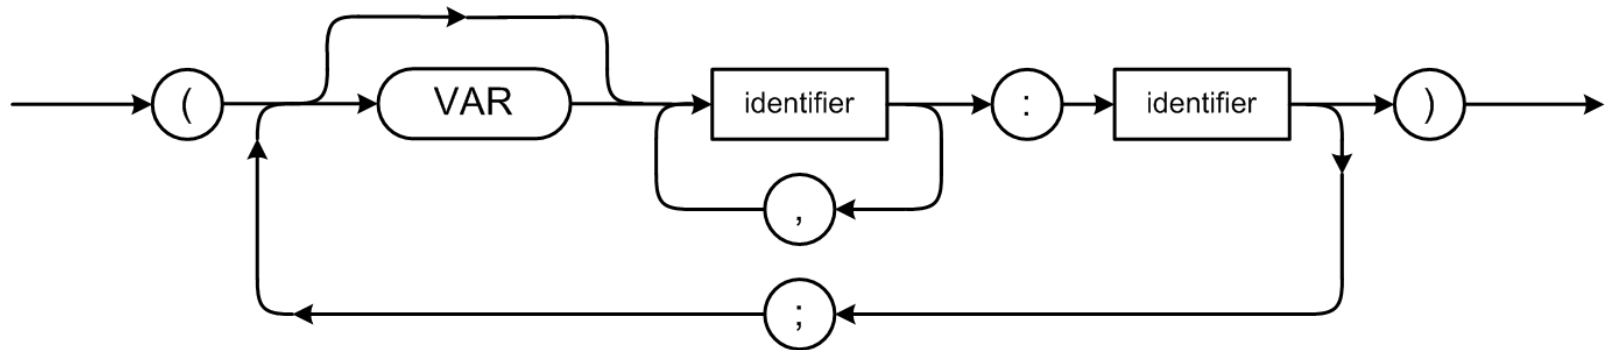 ( VAR identifier : identifier )
,
;